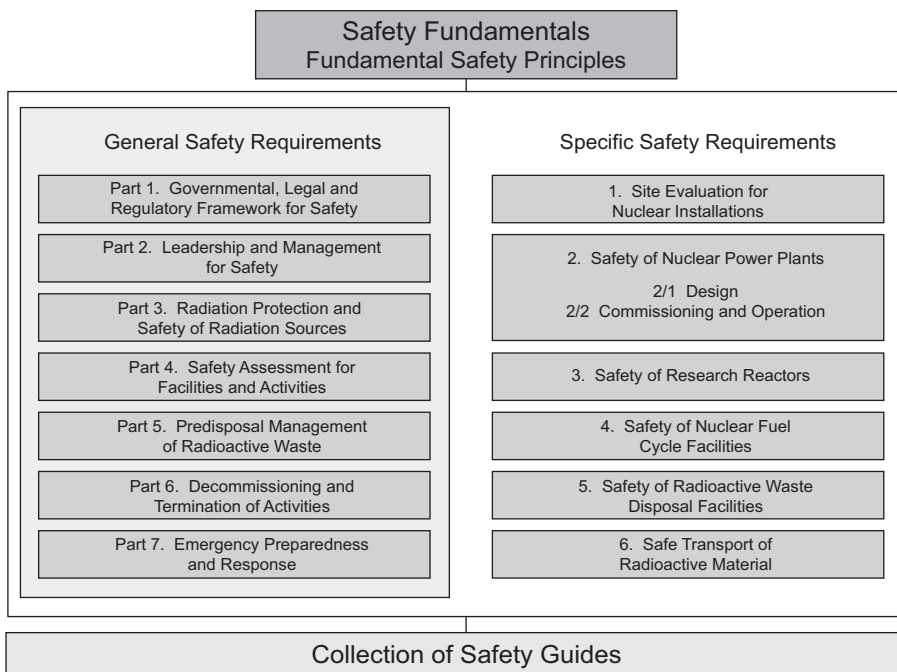 Safety Fundamentals
Fundamental Safety Principles
General Safety Requirements
Part 1. Governmental, Legal and
Regulatory Framework for Safety
Part 2. Leadership and Management
for Safety
Part 3. Radiation Protection and
Safety of Radiation Sources
Part 4. Safety Assessment for
Facilities and Activities
Part 5. Predisposal Management
of Radioactive Waste
Part 6. Decommissioning and
Termination of Activities
Part 7. Emergency Preparedness
and Response
Specific Safety Requirements
1. Site Evaluation for
Nuclear Installations
2. Safety of Nuclear Power Plants
2/1 Design
2/2 Commissioning and Operation
3. Safety of Research Reactors
4. Safety of Nuclear Fuel
Cycle Facilities
5. Safety of Radioactive Waste
Disposal Facilities
6. Safe Transport of
Radioactive Material
Collection of Safety Guides